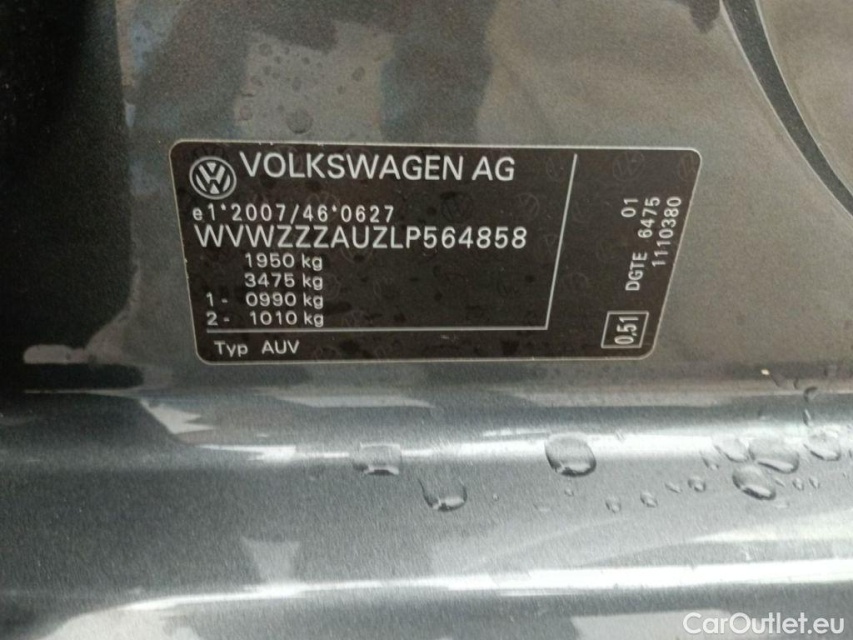 VOLKSWAGEN AG
e1*2007/46*0627
WVWZZZAUZLP564858
1950 kg
3475 kg
1- 0990 kg
2- 1010 kg
Typ AUV
01
DGTE 6475
1110380
0,51
CarOutlet.eu